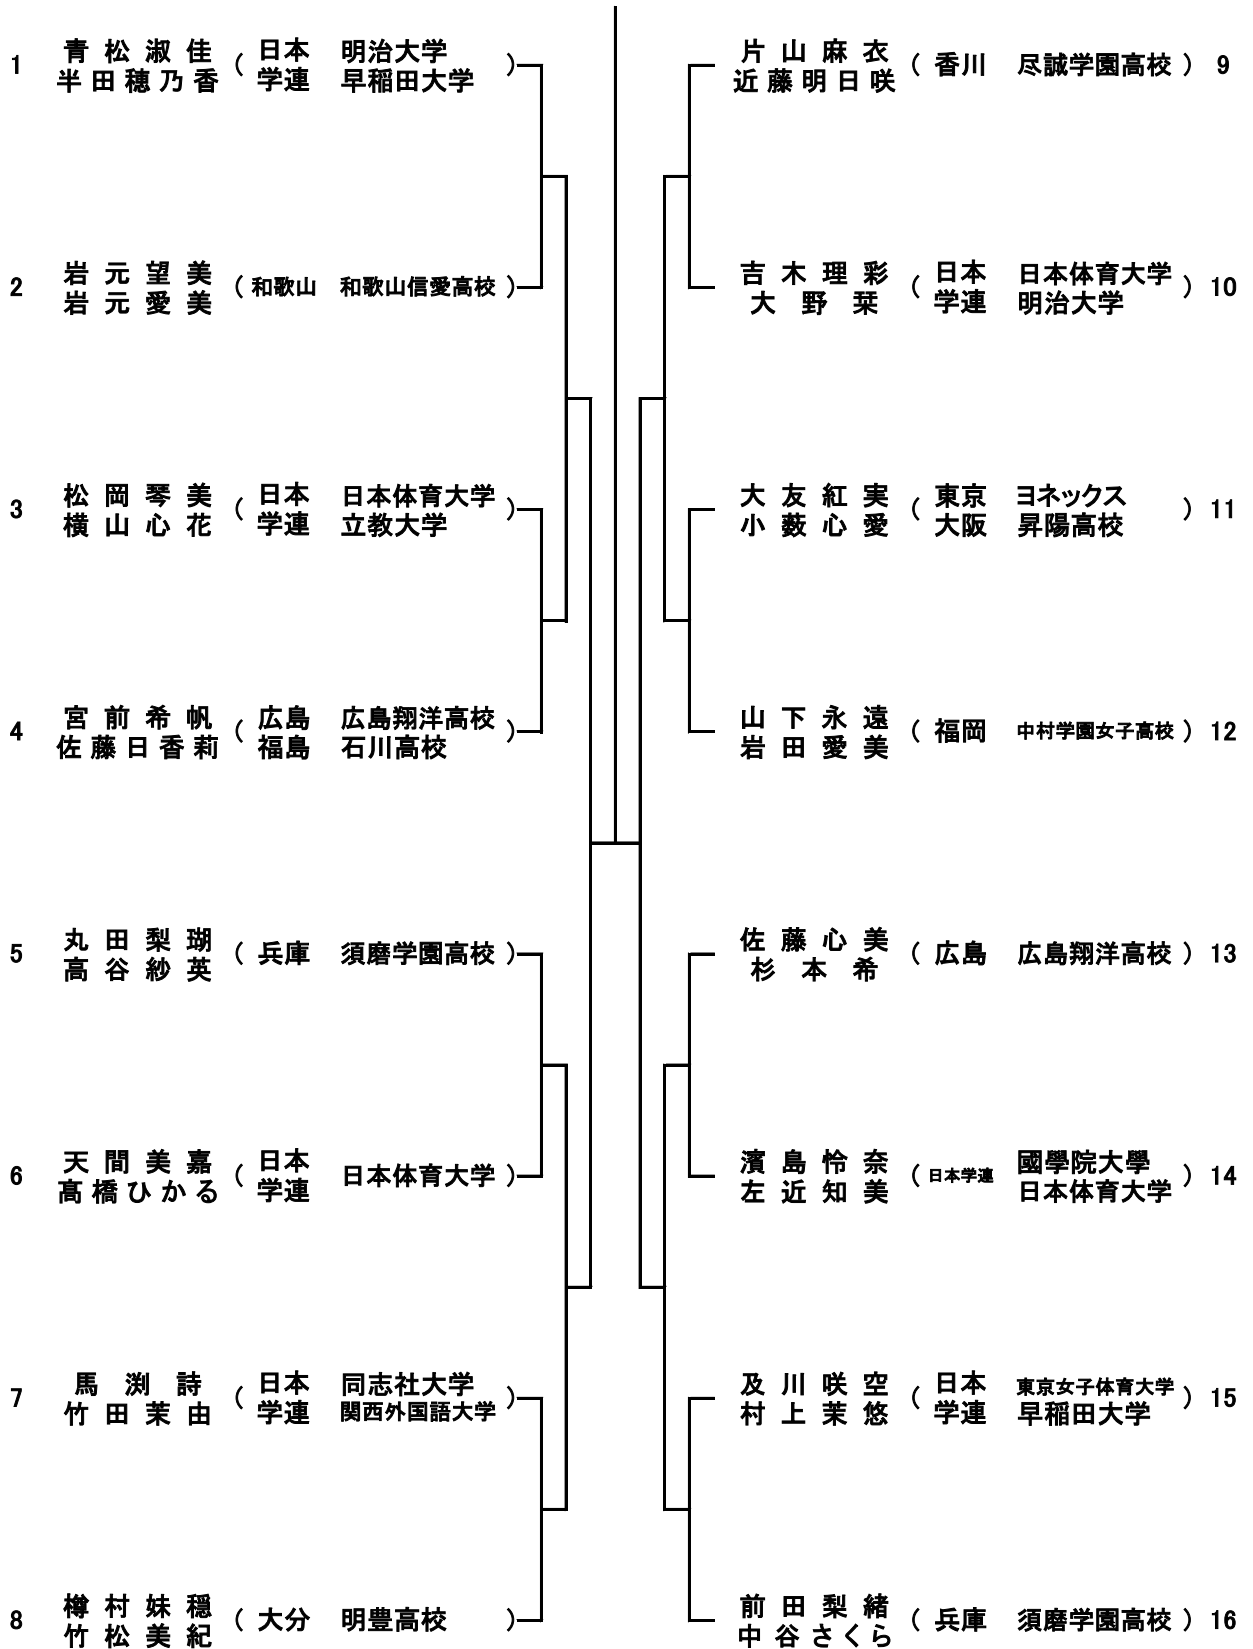 1 青松淑佳 ( 日本 明治大学 )
半田穂乃香 学連 早稲田大学
2 岩元望美 ( 和歌山 和歌山信愛高校 )
岩元愛美
3 松岡琴美 ( 日本 日本体育大学 )
横山心花 学連 立教大学
4 宮前希帆 ( 広島 広島翔洋高校 )
佐藤日香莉 福島 石川高校
5 丸田梨瑚 ( 兵庫 須磨学園高校 )
高谷紗英
6 天間美嘉 ( 日本 日本体育大学 )
髙橋ひかる 学連
7 馬渕詩 ( 日本 同志社大学 )
竹田茉由 学連 関西外国語大学
8 樽村妹穏 ( 大分 明豊高校 )
竹松美紀
片山麻衣 ( 香川 尽誠学園高校 ) 9
近藤明日咲
吉木理彩 ( 日本 日本体育大学 ) 10
大野栞 学連 明治大学
大友紅実 ( 東京 ヨネックス ) 11
小薮心愛 大阪 昇陽高校
山下永遠 ( 福岡 中村学園女子高校 ) 12
岩田愛美
佐藤心美 ( 広島 広島翔洋高校 ) 13
杉本希
濱島怜奈 ( 日本学連 國學院大學 ) 14
左近知美 日本体育大学
及川咲空 ( 日本 東京女子体育大学 ) 15
村上茉悠 学連 早稲田大学
前田梨緒 ( 兵庫 須磨学園高校 ) 16
中谷さくら